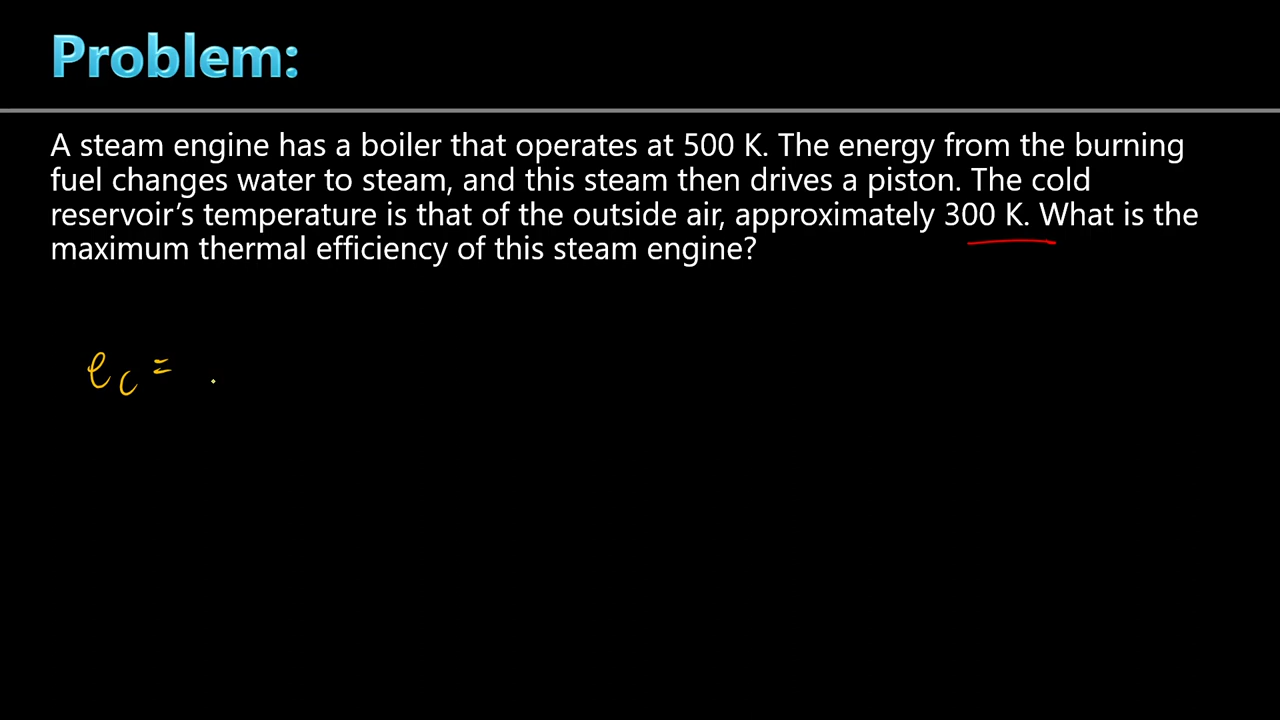 Problem:
A steam engine has a boiler that operates at 500 K. The energy from the burning
fuel changes water to steam, and this steam then drives a piston. The cold
reservoir’s temperature is that of the outside air, approximately 300 K. What is the
maximum thermal efficiency of this steam engine?
e_c =